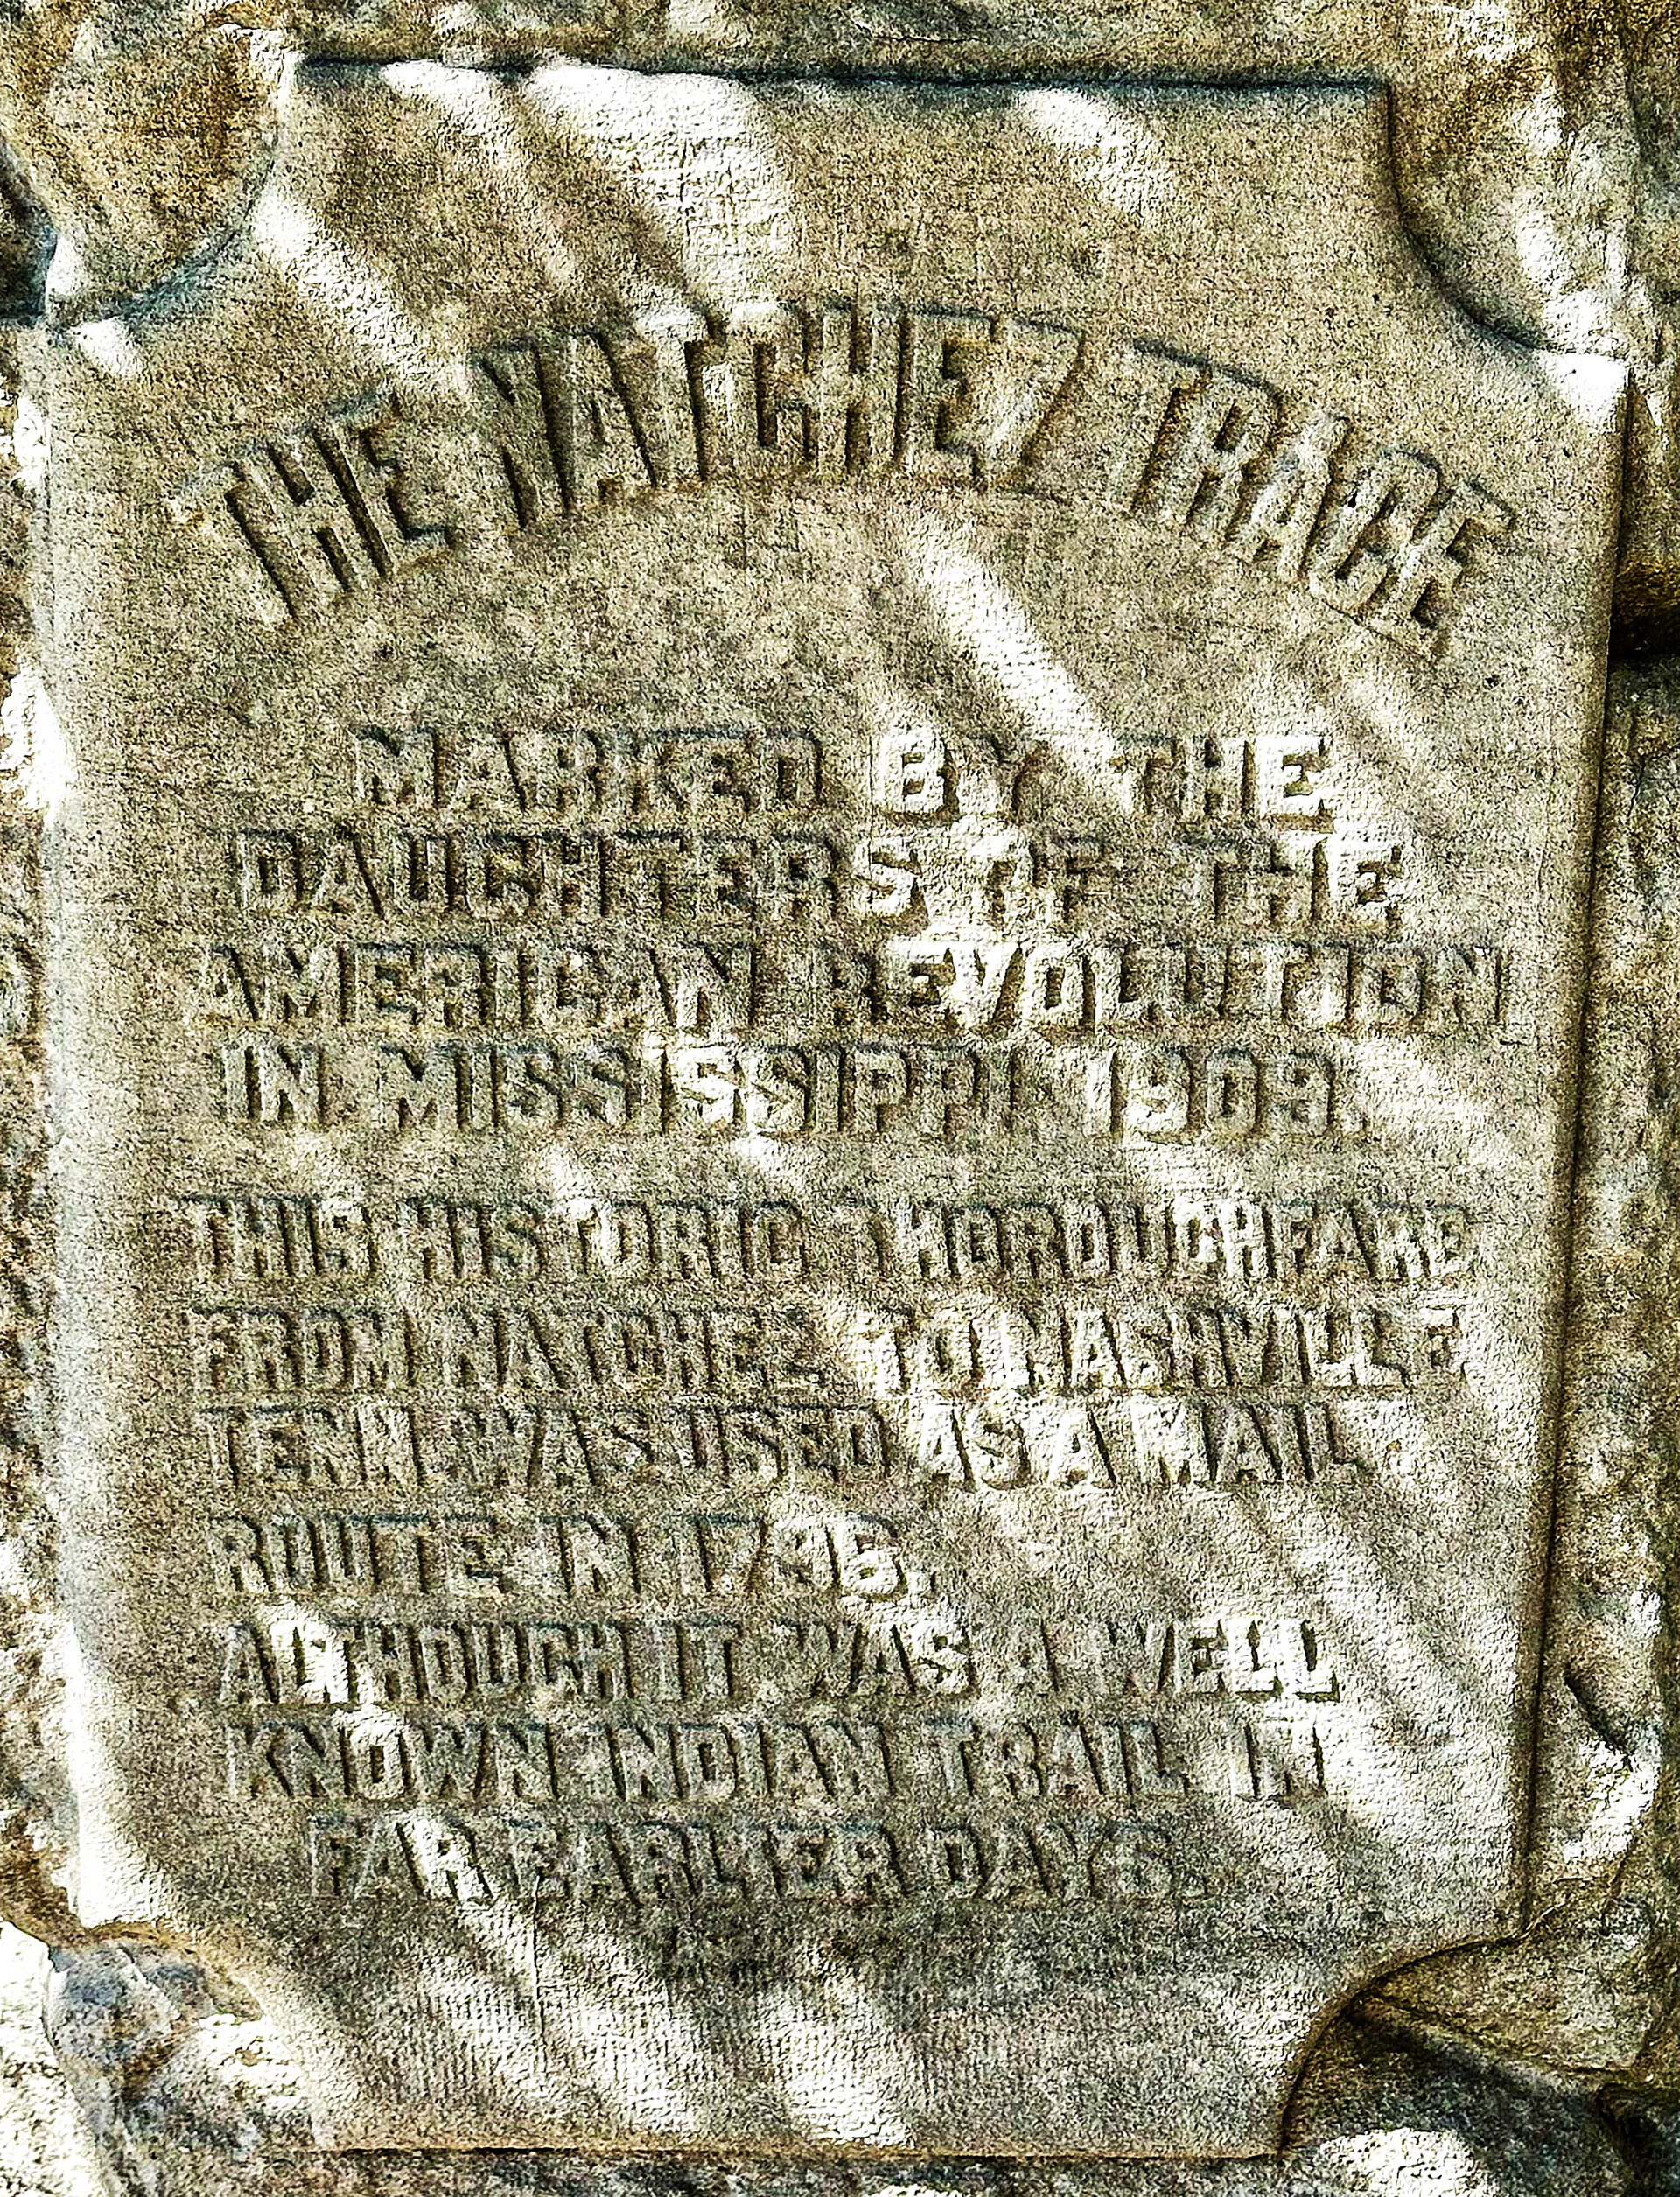 THE NATCHEZ TRACE
MARKED BY THE
DAUGHTERS OF THE
AMERICAN REVOLUTION
IN MISSISSIPPI 1909.
THIS HISTORIC THOROUGHFARE
FROM NATCHEZ TO NASHVILLE
TENN. WAS USED AS A MAIL
ROUTE IN 1796.
ALTHOUGH IT WAS A WELL
KNOWN INDIAN TRAIL IN
FAR EARLIER DAYS.